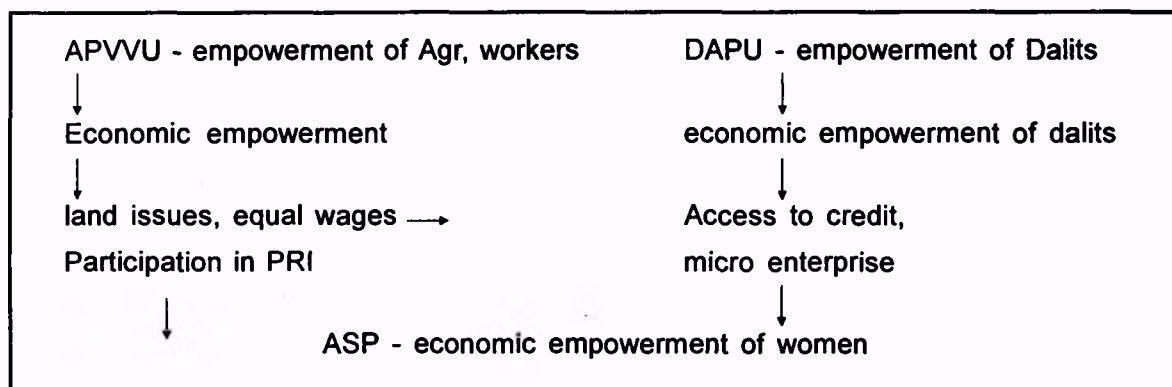 APVVU - empowerment of Agr, workers
Economic empowerment
land issues, equal wages
Participation in PRI
DAPU - empowerment of Dalits
economic empowerment of dalits
Access to credit,
micro enterprise
ASP - economic empowerment of women